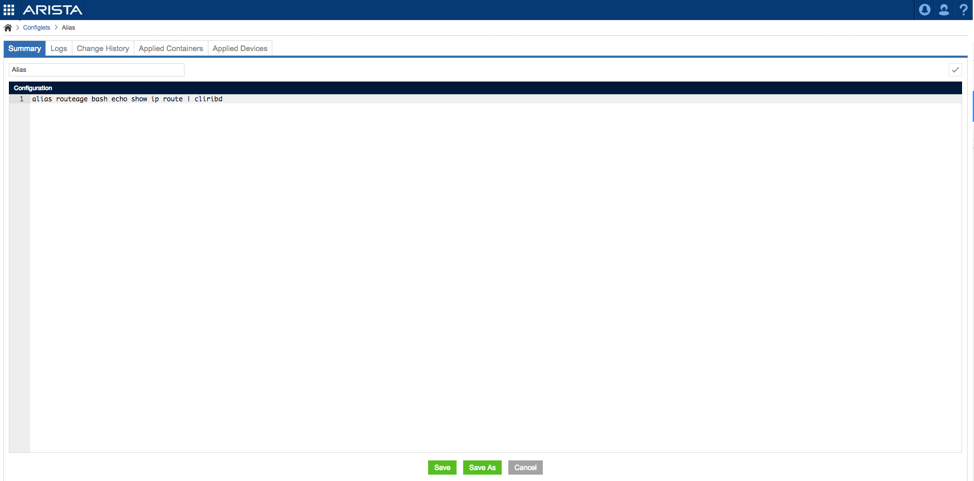 ARISTA
Configlets > Alias
Summary Logs Change History Applied Containers Applied Devices
Alias
Configuration
1 alias routeage bash echo show ip route | cliribd
Save Save As Cancel